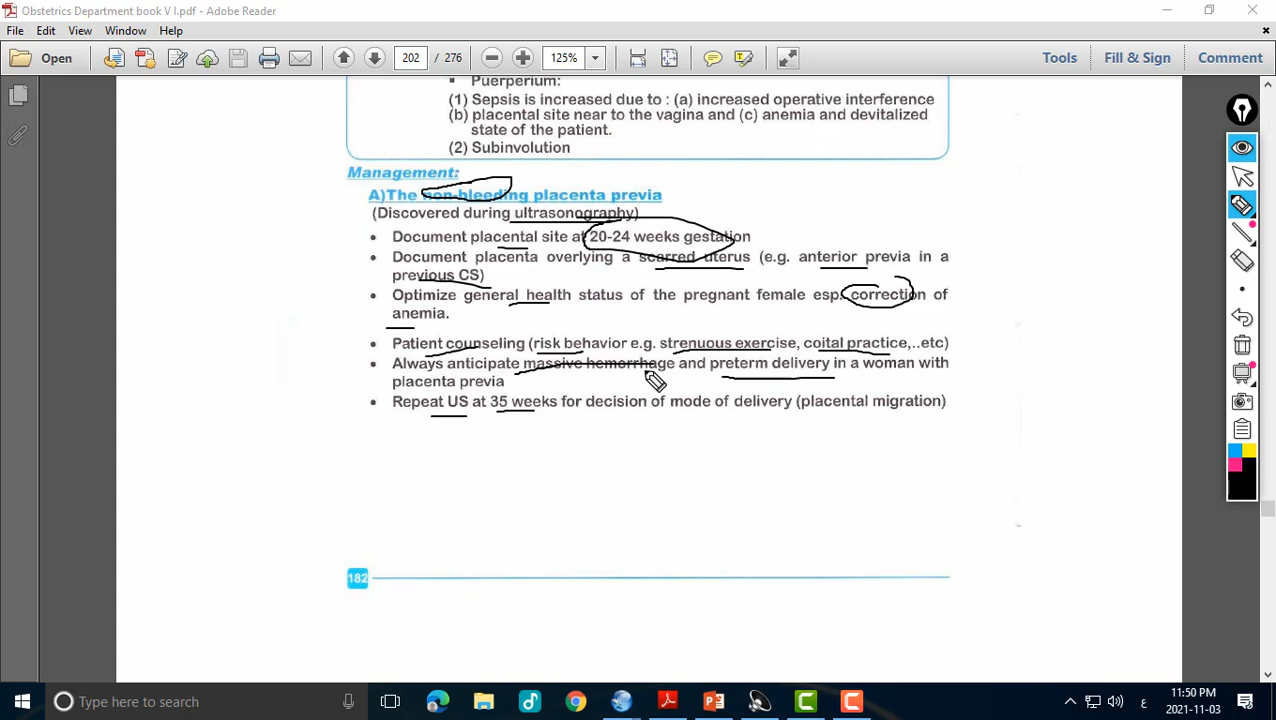 Obstetrics Department book V I.pdf - Adobe Reader
File Edit View Window Help
Open 202 / 276 125% Tools Fill & Sign Comment
Puerperium:
(1) Sepsis is increased due to : (a) increased operative interference
(b) placental site near to the vagina and (c) anemia and devitalized
state of the patient.
(2) Subinvolution
Management:
A)The non-bleeding placenta previa
(Discovered during ultrasonography)
• Document placental site at 20-24 weeks gestation
• Document placenta overlying a scarred uterus (e.g. anterior previa in a
previous CS)
• Optimize general health status of the pregnant female esp. correction of
anemia.
• Patient counseling (risk behavior e.g. strenuous exercise, coital practice,..etc)
• Always anticipate massive hemorrhage and preterm delivery in a woman with
placenta previa
• Repeat US at 35 weeks for decision of mode of delivery (placental migration)
182
Type here to search
ع
11:50 PM
2021-11-03